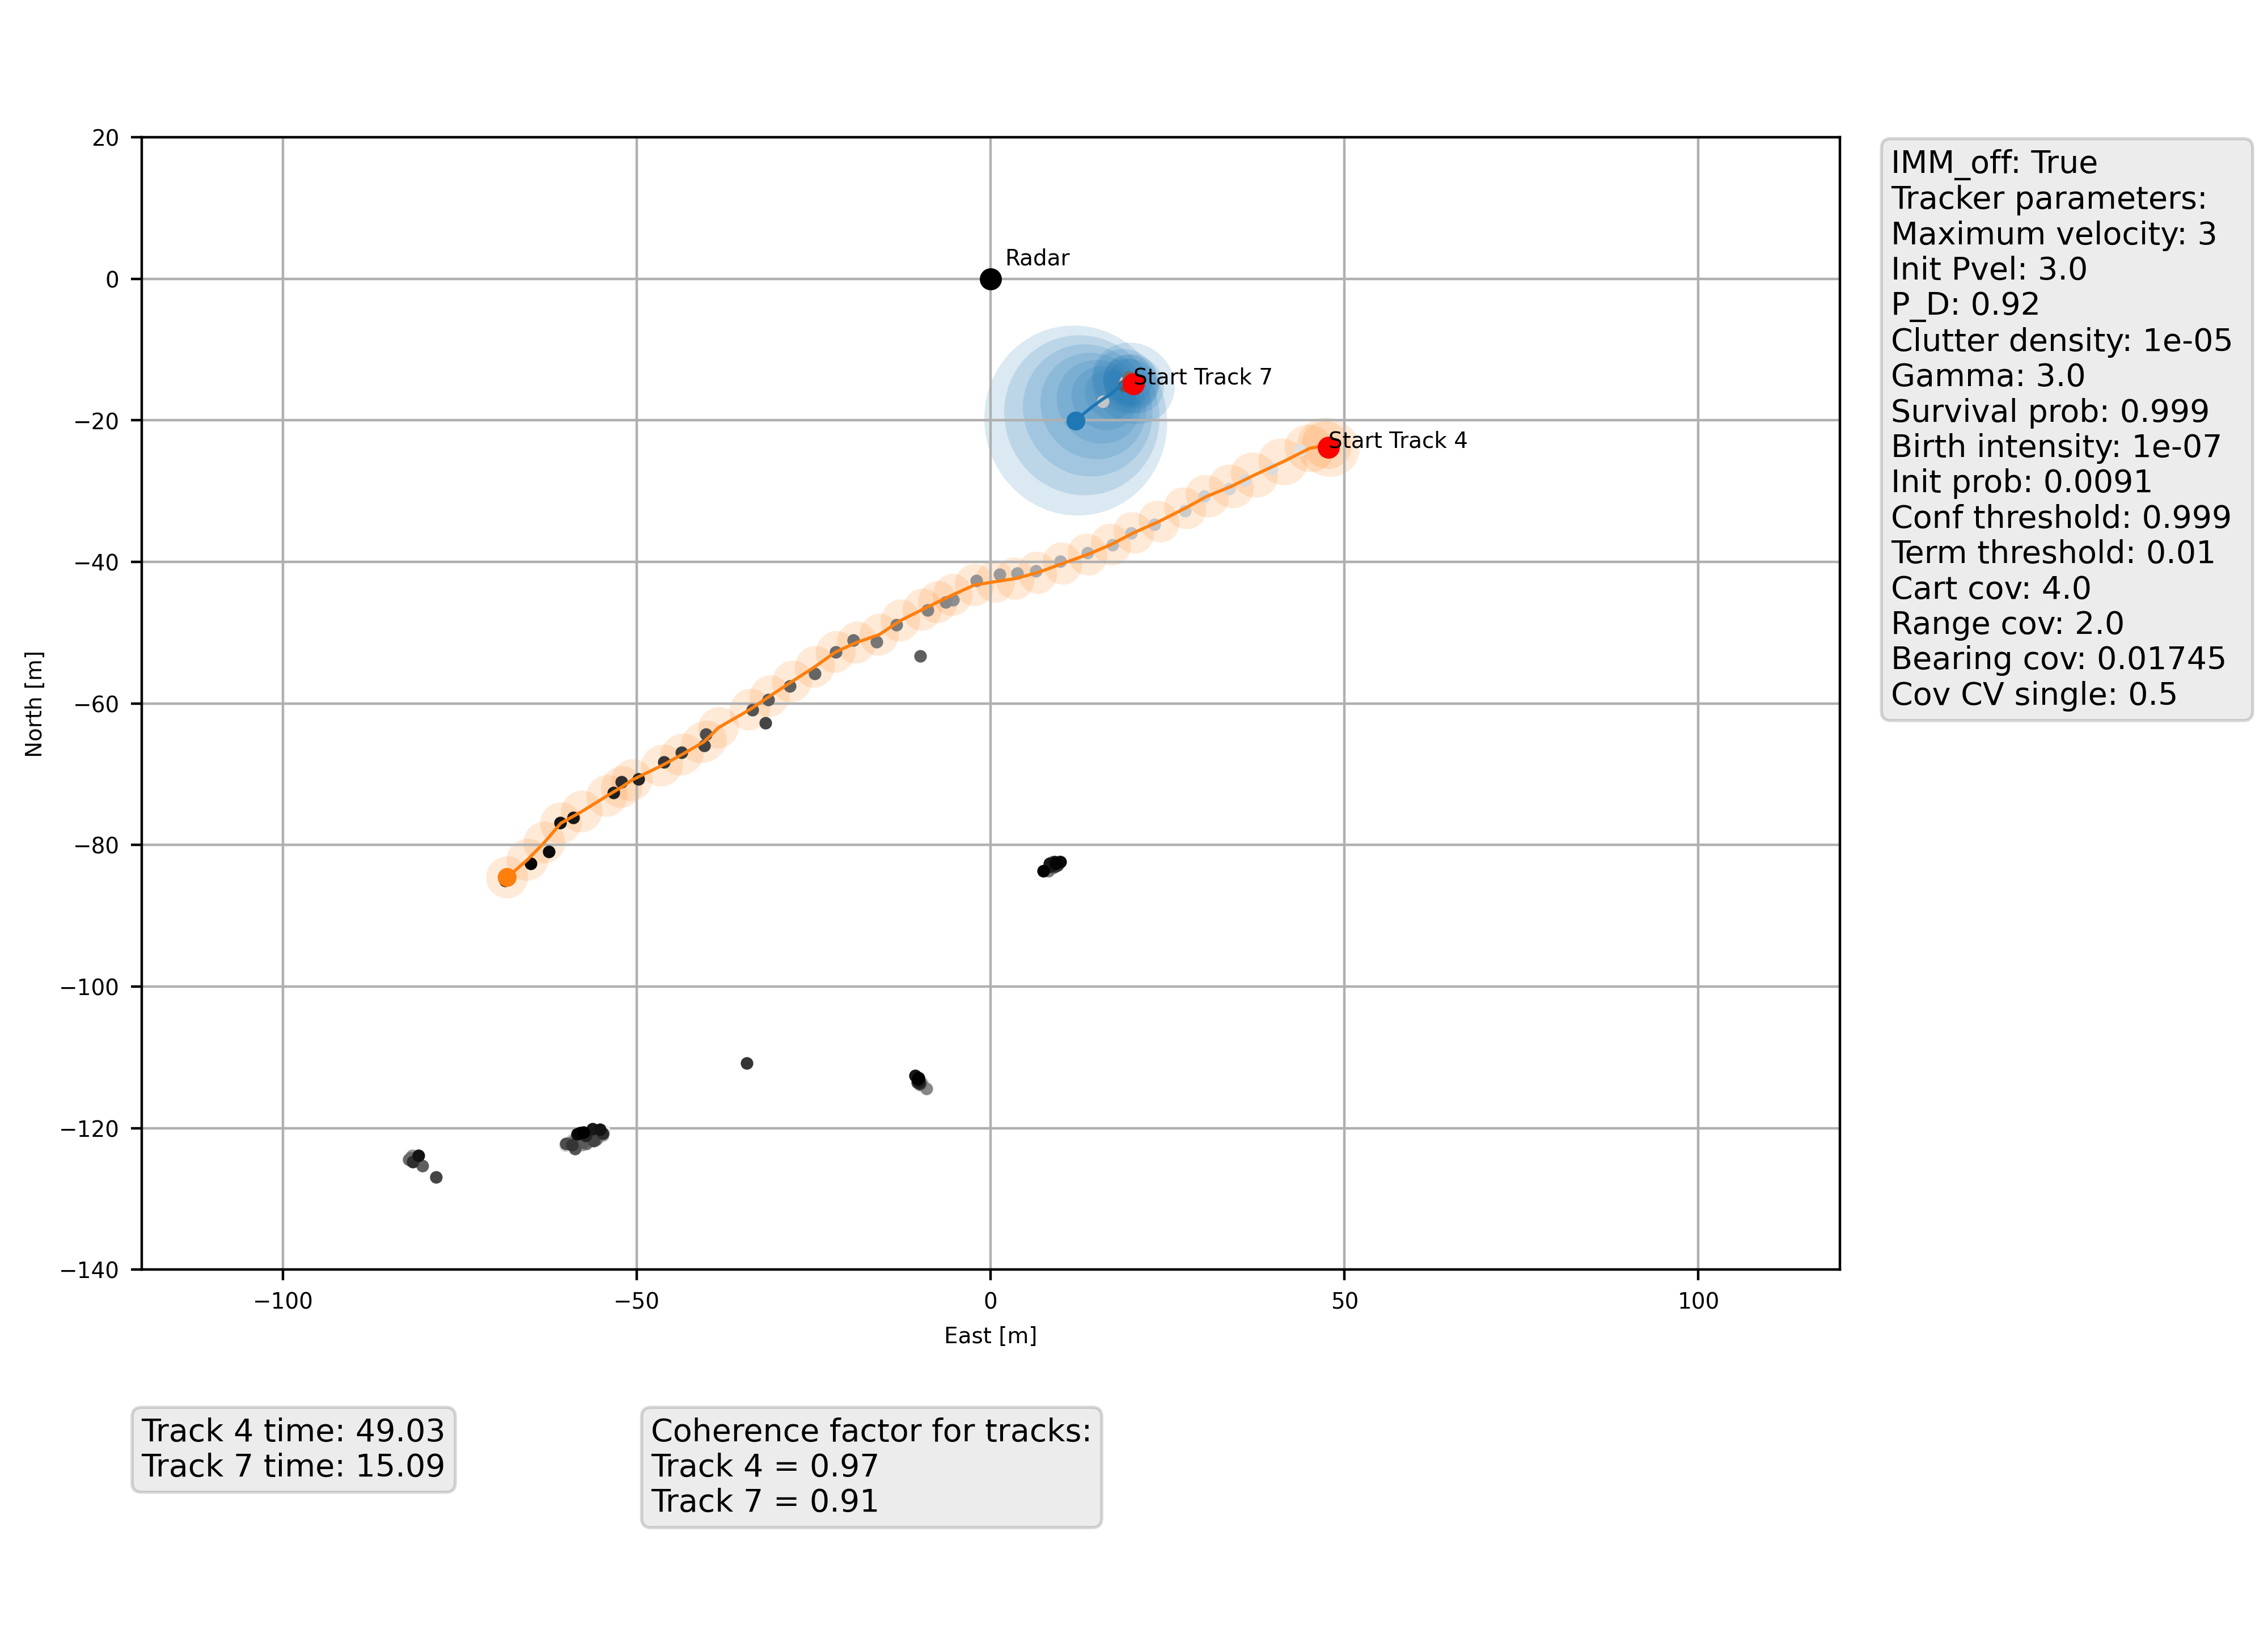 20
0
−20
−40
−60
−80
−100
−120
−140
North [m]
Radar
Start Track 7
Start Track 4
−100
−50
0
50
100
East [m]
IMM_off: True
Tracker parameters:
Maximum velocity: 3
Init Pvel: 3.0
P_D: 0.92
Clutter density: 1e-05
Gamma: 3.0
Survival prob: 0.999
Birth intensity: 1e-07
Init prob: 0.0091
Conf threshold: 0.999
Term threshold: 0.01
Cart cov: 4.0
Range cov: 2.0
Bearing cov: 0.01745
Cov CV single: 0.5
Track 4 time: 49.03
Track 7 time: 15.09
Coherence factor for tracks:
Track 4 = 0.97
Track 7 = 0.91